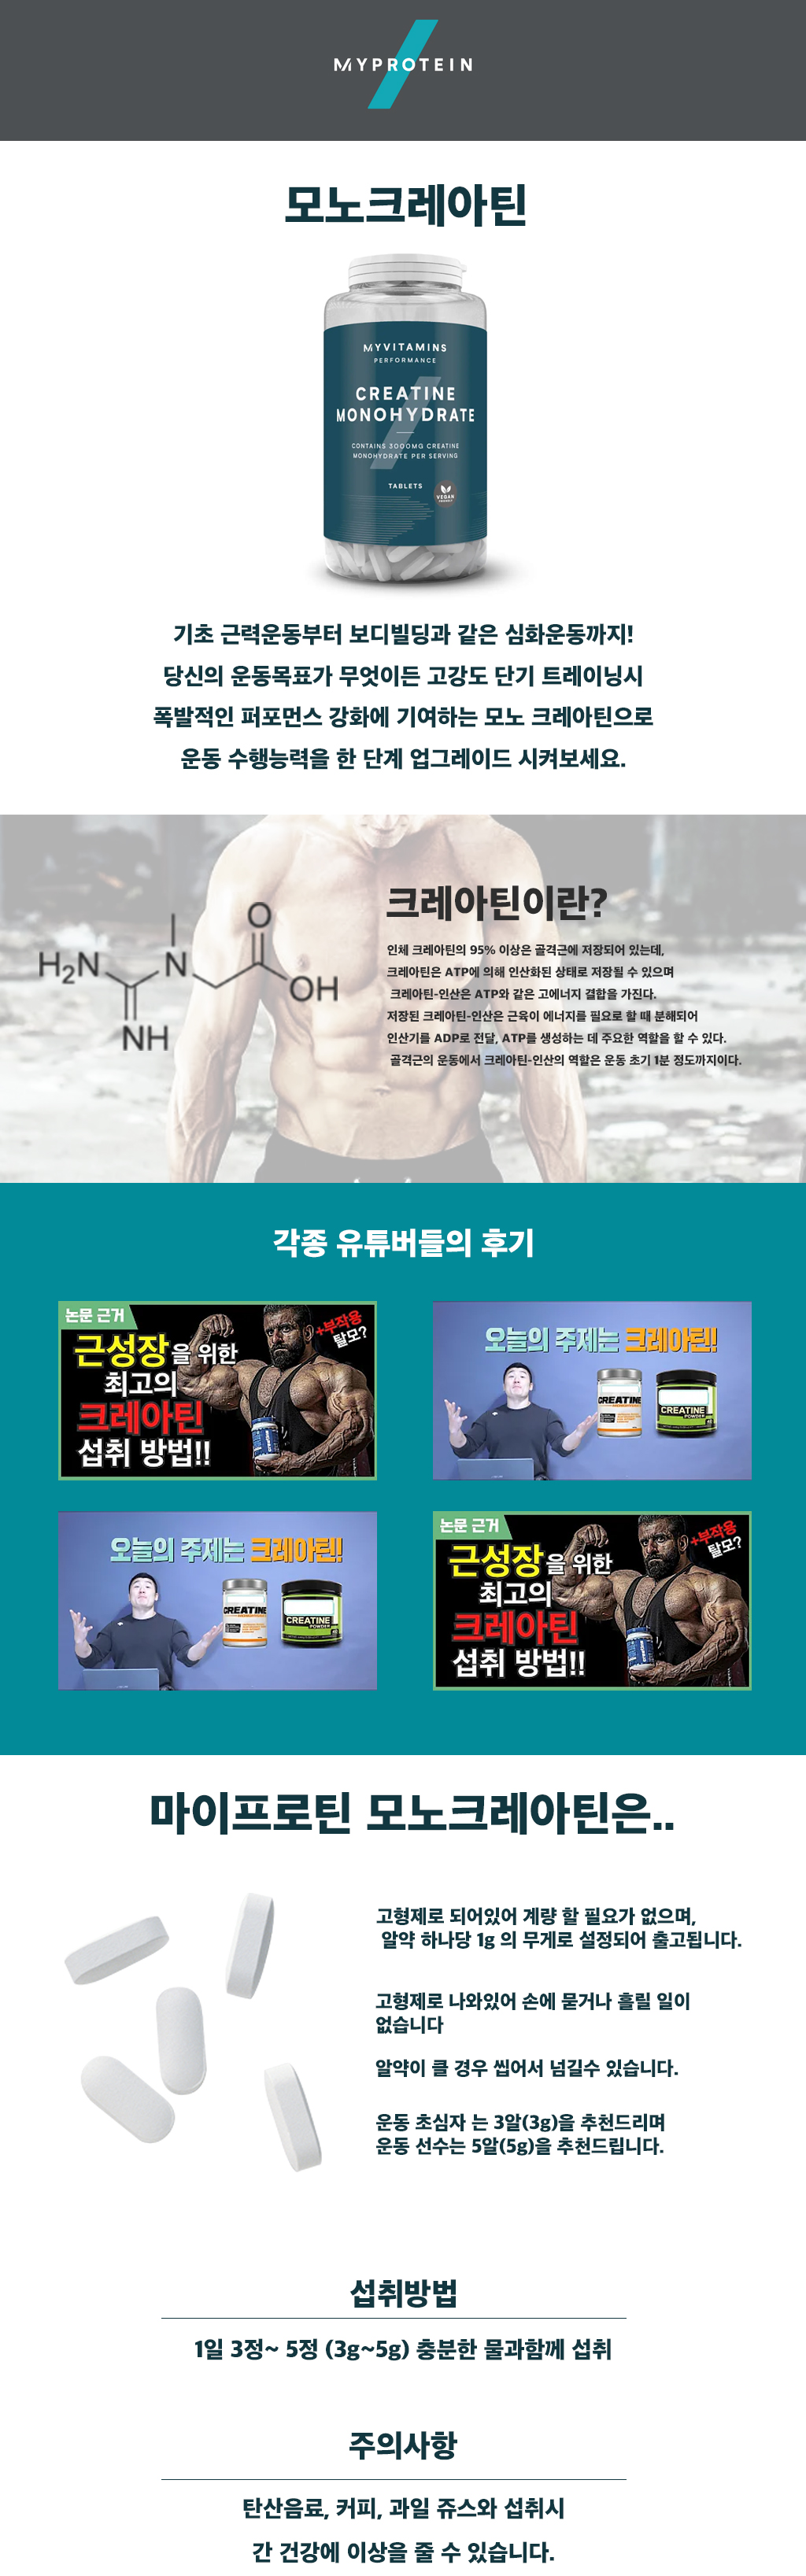 MYPROTEIN
모노크레아틴
MYVITAMINS
PERFORMANCE
CREATINE
MONOHYDRATE
CONTAINS 3000MG CREATINE
MONOHYDRATE PER SERVING
TABLETS
VEGAN
기초 근력운동부터 보디빌딩과 같은 심화운동까지!
당신의 운동목표가 무엇이든 고강도 단기 트레이닝시
폭발적인 퍼포먼스 강화에 기여하는 모노 크레아틴으로
운동 수행능력을 한 단계 업그레이드 시켜보세요.
O
H₂N
N
OH
NH
크레아틴이란?
인체 크레아틴의 95% 이상은 골격근에 저장되어 있는데,
크레아틴은 ATP에 의해 인산화된 상태로 저장될 수 있으며
크레아틴-인산은 ATP와 같은 고에너지 결합을 가진다.
저장된 크레아틴-인산은 근육이 에너지를 필요로 할 때 분해되어
인산기를 ADP로 전달, ATP를 생성하는 데 주요한 역할을 할 수 있다.
골격근의 운동에서 크레아틴-인산의 역할은 운동 초기 1분 정도까지이다.
각종 유튜버들의 후기
논문 근거
+부작용
탈모?
근성장을 위한
최고의
크레아틴
섭취 방법!!
오늘의 주제는 크레아틴!
CREATINE
CREATINE
POWDER
오늘의 주제는 크레아틴!
CREATINE
CREATINE
POWDER
논문 근거
+부작용
탈모?
근성장을 위한
최고의
크레아틴
섭취 방법!!
마이프로틴 모노크레아틴은..
고형제로 되어있어 계량 할 필요가 없으며,
알약 하나당 1g 의 무게로 설정되어 출고됩니다.
고형제로 나와있어 손에 묻거나 흘릴 일이
없습니다
알약이 클 경우 씹어서 넘길수 있습니다.
운동 초심자 는 3알(3g)을 추천드리며
운동 선수는 5알(5g)을 추천드립니다.
섭취방법
1일 3정~ 5정 (3g~5g) 충분한 물과함께 섭취
주의사항
탄산음료, 커피, 과일 쥬스와 섭취시
간 건강에 이상을 줄 수 있습니다.